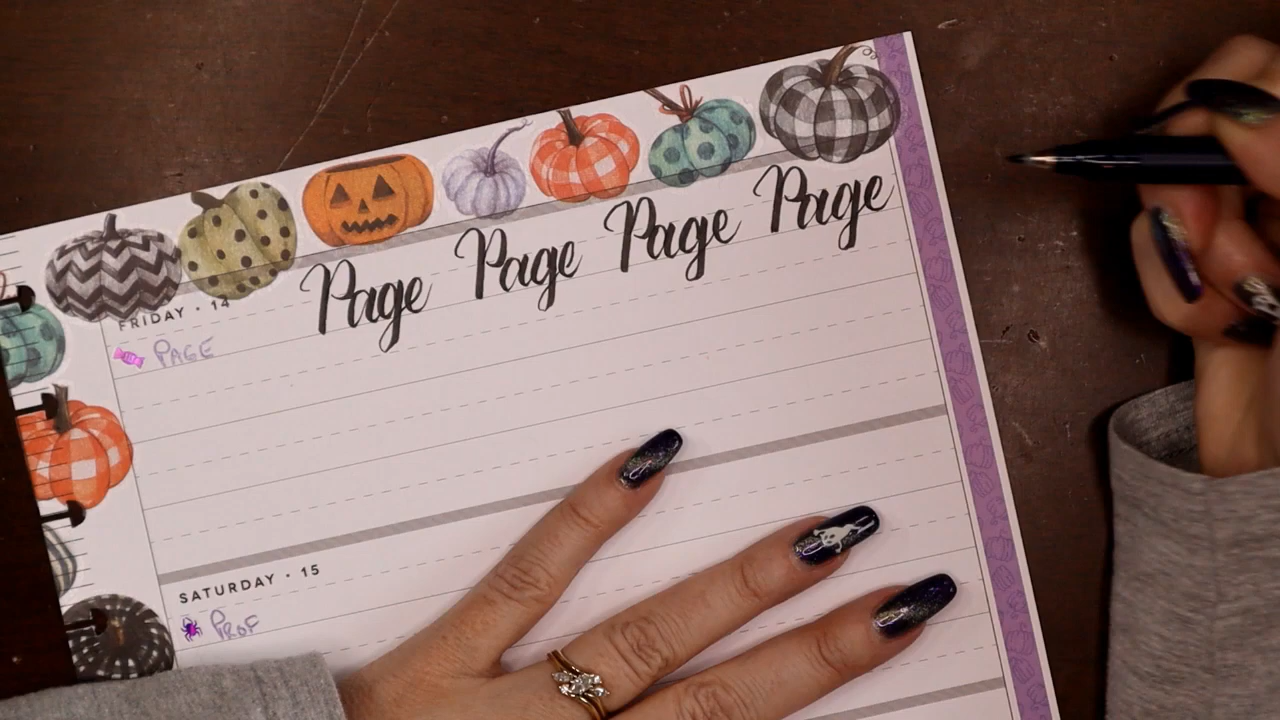 Page Page Page Page
FRIDAY · 14
PAGE
SATURDAY · 15
PROF